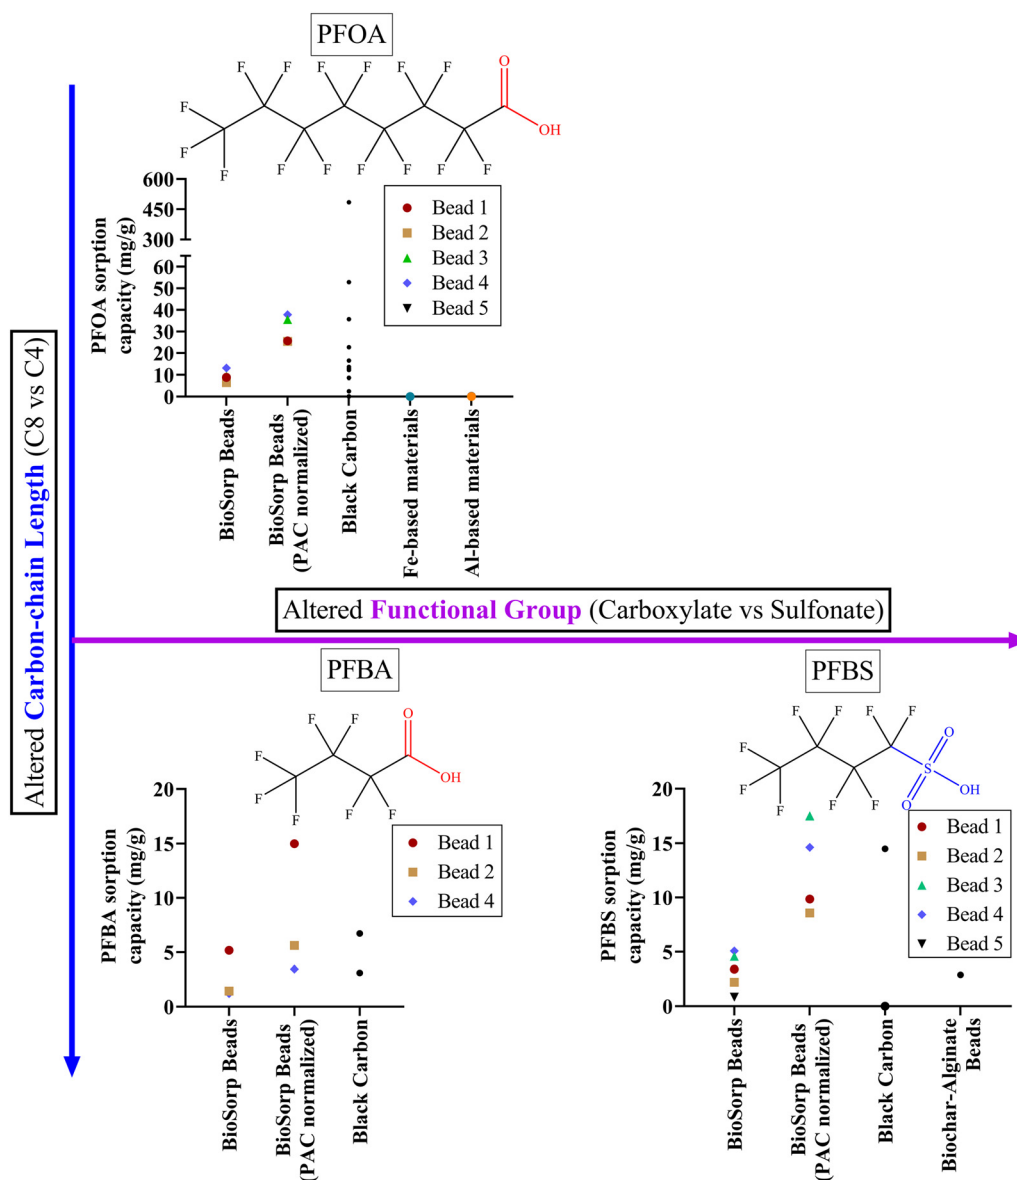 PFOA
O
F F F F F F
F
OH
F
F F F F F F F
600
450
300
60
40
30
20
10
0
PFOA sorption
capacity (mg/g)
Bead 1
Bead 2
Bead 3
Bead 4
Bead 5
BioSorp Beads
BioSorp Beads
(PAC normalized)
Black Carbon
Fe-based materials
Al-based materials
Altered Carbon-chain Length (C8 vs C4)
Altered Functional Group (Carboxylate vs Sulfonate)
PFBA
O
F F
F
OH
F
F F F
20
15
10
5
0
PFBA sorption
capacity (mg/g)
Bead 1
Bead 2
Bead 4
BioSorp Beads
BioSorp Beads
(PAC normalized)
Black Carbon
PFBS
F F F F
O
F
S
F
OH
F F F
O
20
15
10
5
0
PFBS sorption
capacity (mg/g)
Bead 1
Bead 2
Bead 3
Bead 4
Bead 5
BioSorp Beads
BioSorp Beads
(PAC normalized)
Black Carbon
Biochar-Alginate
Beads